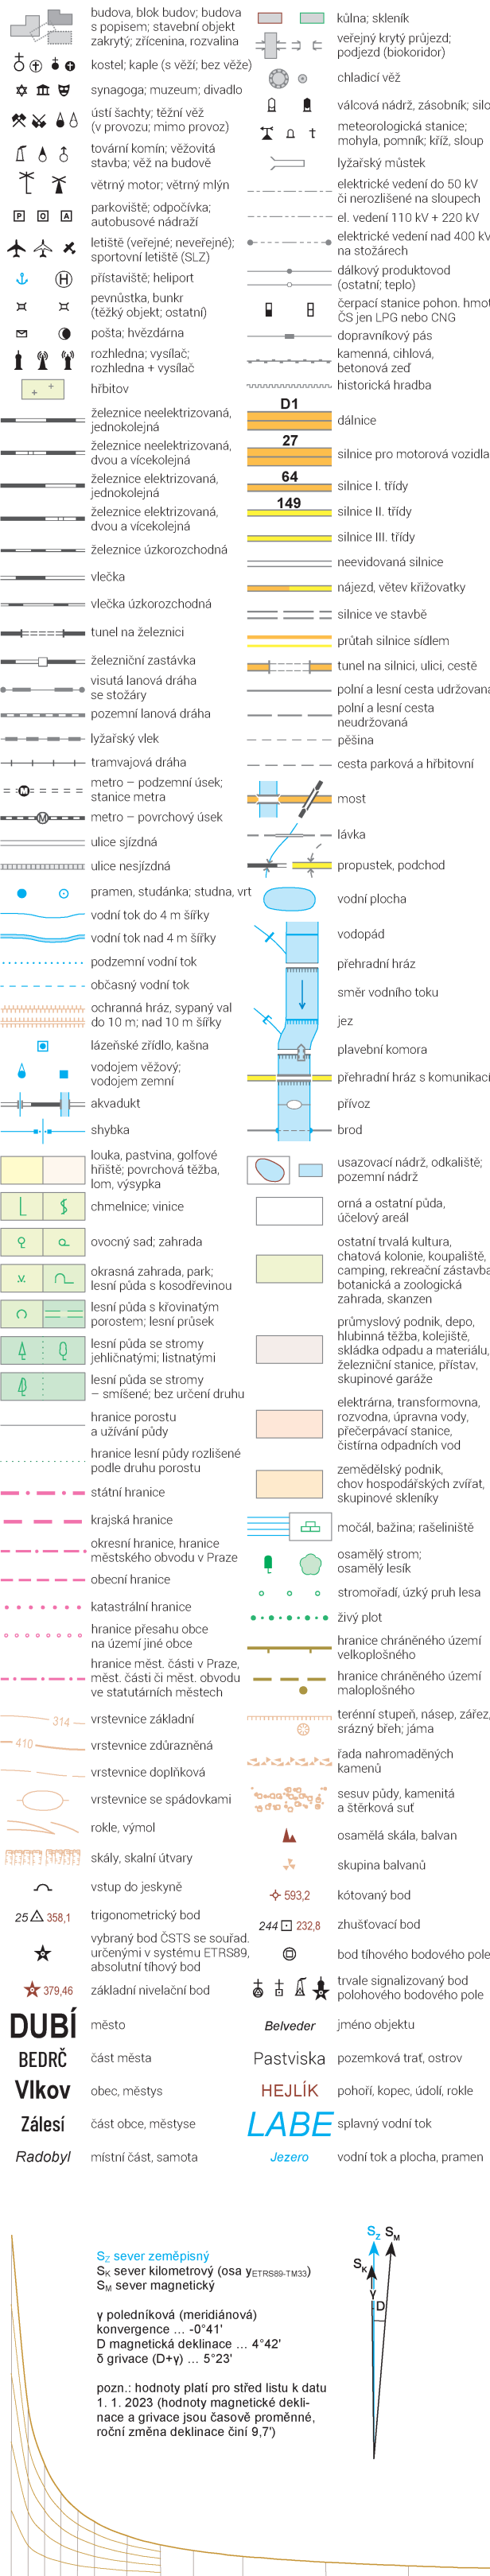 budova, blok budov; budova
s popisem; stavební objekt
zakrytý; zřícenina, rozvalina
kostel; kaple (s věží; bez věže)
synagoga; muzeum; divadlo
ústí šachty; těžní věž
(v provozu; mimo provoz)
tovární komín; věžovitá
stavba; věž na budově
větrný motor; větrný mlýn
P O A
parkoviště; odpočívka;
autobusové nádraží
letiště (veřejné; neveřejné);
sportovní letiště (SLZ)
H
přístaviště; heliport
pevnůstka, bunkr
(těžký objekt; ostatní)
pošta; hvězdárna
rozhledna; vysílač;
rozhledna + vysílač
hřbitov
železnice neelektrizovaná,
jednokolejná
železnice neelektrizovaná,
dvou a vícekolejná
železnice elektrizovaná,
jednokolejná
železnice elektrizovaná,
dvou a vícekolejná
železnice úzkorozchodná
vlečka
vlečka úzkorozchodná
tunel na železnici
železniční zastávka
visutá lanová dráha
se stožáry
pozemní lanová dráha
lyžařský vlek
tramvajová dráha
M
metro – podzemní úsek;
stanice metra
M
metro – povrchový úsek
ulice sjízdná
ulice nesjízdná
pramen, studánka; studna, vrt
vodní tok do 4 m šířky
vodní tok nad 4 m šířky
podzemní vodní tok
občasný vodní tok
ochranná hráz, sypaný val
do 10 m; nad 10 m šířky
lázeňské zřídlo, kašna
vodojem věžový;
vodojem zemní
akvadukt
shybka
louka, pastvina, golfové
hřiště; povrchová těžba,
lom, výsypka
chmelnice; vinice
ovocný sad; zahrada
okrasná zahrada, park;
lesní půda s kosodřevinou
lesní půda s křovinatým
porostem; lesní průsek
lesní půda se stromy
jehličnatými; listnatými
lesní půda se stromy
– smíšené; bez určení druhu
hranice porostu
a užívání půdy
hranice lesní půdy rozlišené
podle druhu porostu
státní hranice
krajská hranice
okresní hranice, hranice
městského obvodu v Praze
obecní hranice
katastrální hranice
hranice přesahu obce
na území jiné obce
hranice měst. části v Praze,
měst. části či měst. obvodu
ve statutárních městech
314
vrstevnice základní
410
vrstevnice zdůrazněná
vrstevnice doplňková
vrstevnice se spádovkami
rokle, výmol
skály, skalní útvary
vstup do jeskyně
25 358,1
trigonometrický bod
vybraný bod ČSTS se souřad.
určenými v systému ETRS89,
absolutní tíhový bod
379,46
základní nivelační bod
DUBÍ
město
BEDRČ
část města
Vlkov
obec, městys
Zálesí
část obce, městyse
Radobyl
místní část, samota
kůlna; skleník
veřejný krytý průjezd;
podjezd (biokoridor)
chladicí věž
válcová nádrž, zásobník; silo
meteorologická stanice;
mohyla, pomník; kříž, sloup
lyžařský můstek
elektrické vedení do 50 kV
či nerozlišené na sloupech
el. vedení 110 kV + 220 kV
elektrické vedení nad 400 kV
na stožárech
dálkový produktovod
(ostatní; teplo)
čerpací stanice pohon. hmot
ČS jen LPG nebo CNG
dopravníkový pás
kamenná, cihlová,
betonová zeď
historická hradba
D1
dálnice
27
silnice pro motorová vozidla
64
silnice I. třídy
149
silnice II. třídy
silnice III. třídy
neevidovaná silnice
nájezd, větev křižovatky
silnice ve stavbě
průtah silnice sídlem
tunel na silnici, ulici, cestě
polní a lesní cesta udržovaná
polní a lesní cesta
neudržovaná
pěšina
cesta parková a hřbitovní
most
lávka
propustek, podchod
vodní plocha
vodopád
přehradní hráz
směr vodního toku
jez
plavební komora
přehradní hráz s komunikací
přívoz
brod
usazovací nádrž, odkaliště;
pozemní nádrž
orná a ostatní půda,
účelový areál
ostatní trvalá kultura,
chatová kolonie, koupaliště,
camping, rekreační zástavba
botanická a zoologická
zahrada, skanzen
průmyslový podnik, depo,
hlubinná těžba, kolejiště,
skládka odpadu a materiálu,
železniční stanice, přístav,
skupinové garáže
elektrárna, transformovna,
rozvodna, úpravna vody,
přečerpávací stanice,
čistírna odpadních vod
zemědělský podnik,
chov hospodářských zvířat,
skupinové skleníky
močál, bažina; rašeliniště
osamělý strom;
osamělý lesík
stromořadí, úzký pruh lesa
živý plot
hranice chráněného území
velkoplošného
hranice chráněného území
maloplošného
terénní stupeň, násep, zářez,
srázný břeh; jáma
řada nahromaděných
kamenů
sesuv půdy, kamenitá
a štěrková suť
osamělá skála, balvan
skupina balvanů
593,2
kótovaný bod
244 232,8
zhušťovací bod
bod tíhového bodového pole
trvale signalizovaný bod
polohového bodového pole
Belveder
jméno objektu
Pastviska
pozemková trať, ostrov
HEJLÍK
pohoří, kopec, údolí, rokle
LABE
splavný vodní tok
Jezero
vodní tok a plocha, pramen
SZ sever zeměpisný
SK sever kilometrový (osa yETRS89-TM33)
SM sever magnetický
γ poledníková (meridiánová)
konvergence ... -0°41'
D magnetická deklinace ... 4°42'
δ grivace (D+γ) ... 5°23'
pozn.: hodnoty platí pro střed listu k datu
1. 1. 2023 (hodnoty magnetické dekli-
nace a grivace jsou časově proměnné,
roční změna deklinace činí 9,7')
SZ SM
SK
γ
D